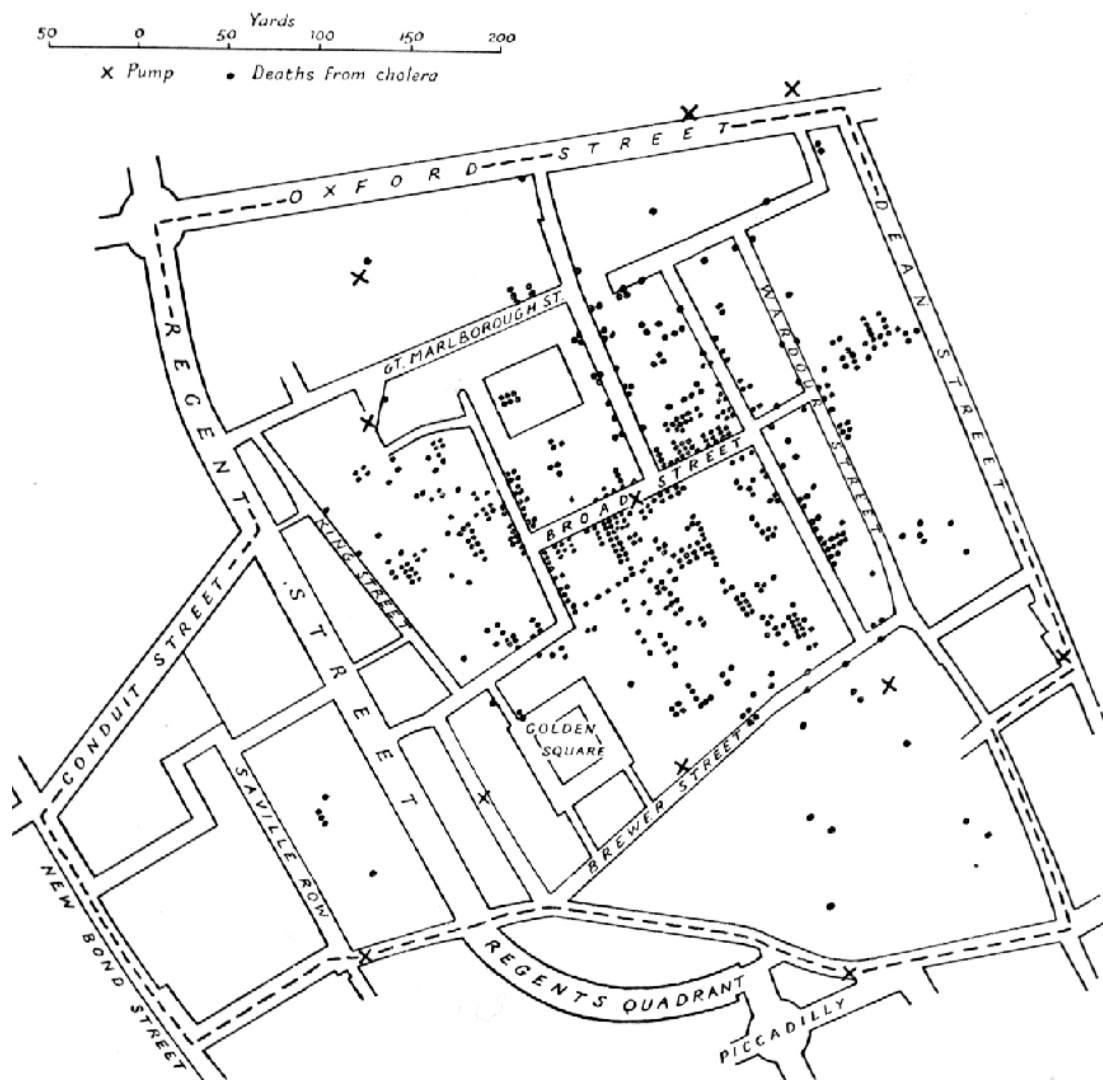 Yards
50 0 50 100 150 200
X Pump • Deaths from cholera
OXFORD STREET
DEAN STREET
REGENT STREET
WARDOUR STREET
GT. MARLBOROUGH ST.
BROAD STREET
KING STREET
CONDUIT STREET
GOLDEN
SQUARE
BREWER STREET
SAVILLE ROW
NEW BOND STREET
REGENTS QUADRANT
PICCADILLY